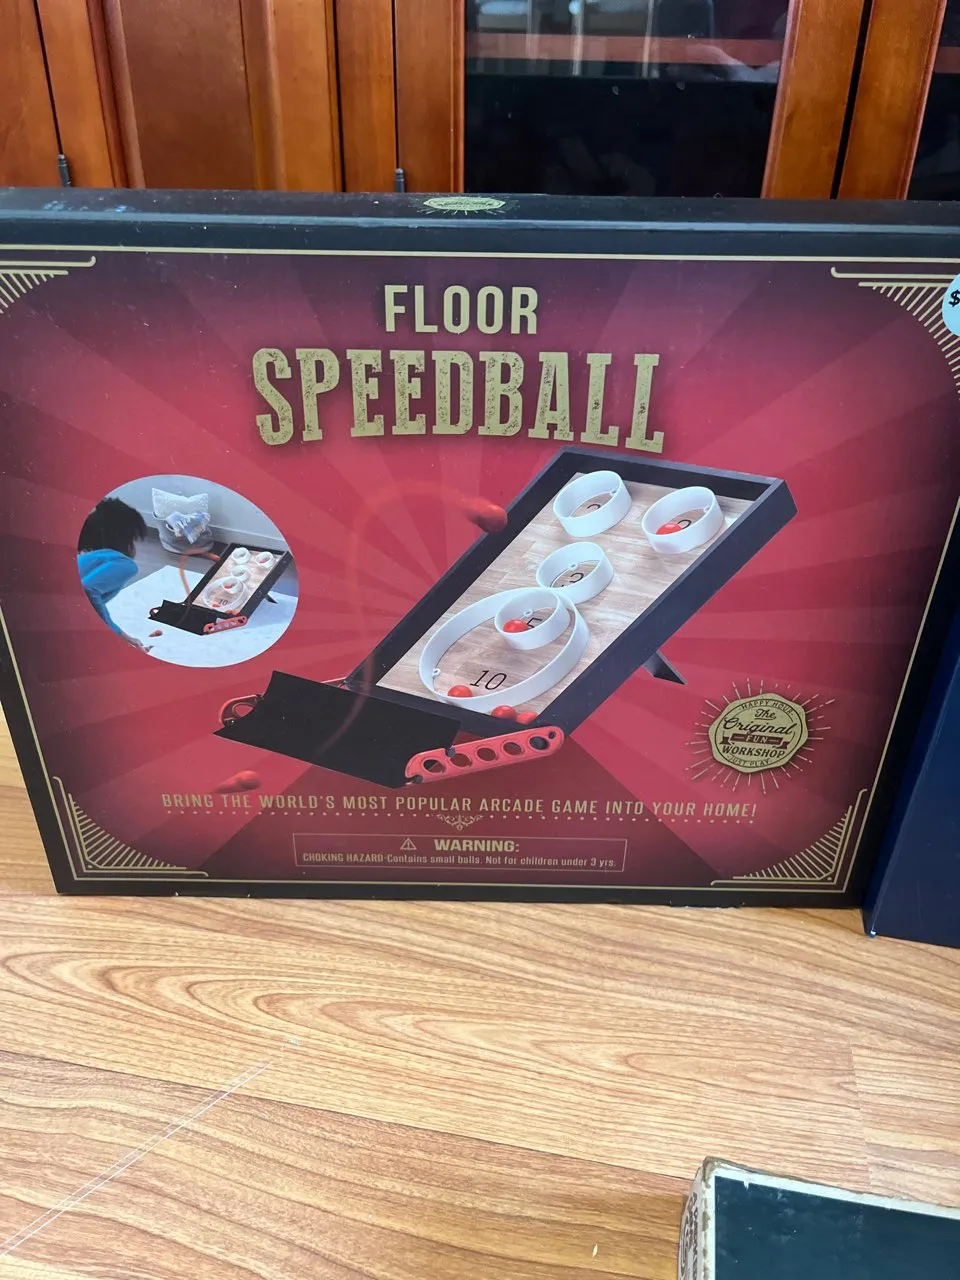 $
FLOOR
SPEEDBALL
10
HAPPY HOUR
The
Original
FUN
WORKSHOP
JUST PLAY
BRING THE WORLD'S MOST POPULAR ARCADE GAME INTO YOUR HOME!
⚠ WARNING:
CHOKING HAZARD-Contains small balls. Not for children under 3 yrs.